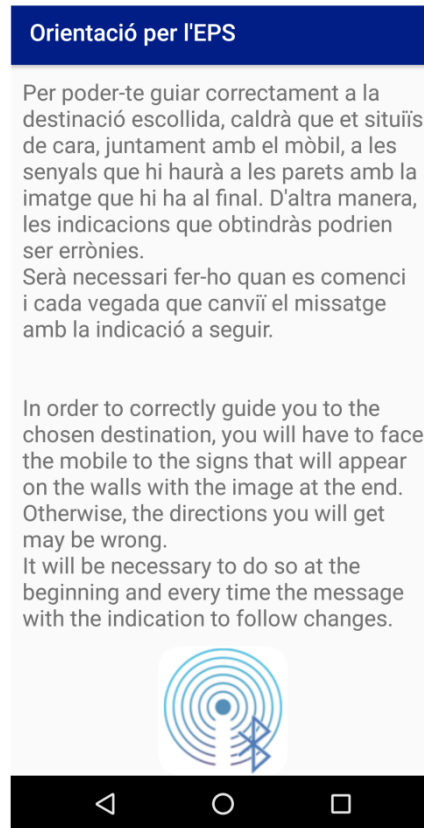 Orientació per l'EPS
Per poder-te guiar correctament a la
destinació escollida, caldrà que et situïis
de cara, juntament amb el mòbil, a les
senyals que hi haurà a les parets amb la
imatge que hi ha al final. D'altra manera,
les indicacions que obtindràs podrien
ser errònies.
Serà necessari fer-ho quan es comenci
i cada vegada que canviï el missatge
amb la indicació a seguir.
In order to correctly guide you to the
chosen destination, you will have to face
the mobile to the signs that will appear
on the walls with the image at the end.
Otherwise, the directions you will get
may be wrong.
It will be necessary to do so at the
beginning and every time the message
with the indication to follow changes.